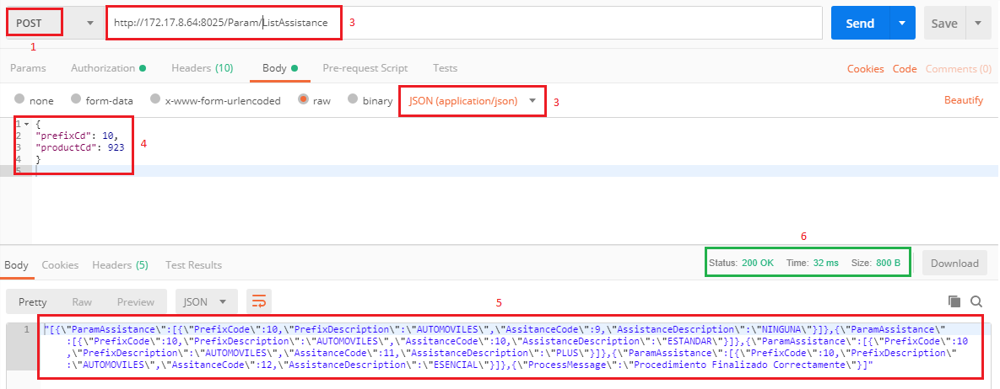 POST http://172.17.8.64:8025/Param/ListAssistance 3 Send Save
1
Params Authorization Headers (10) Body Pre-request Script Tests Cookies Code Comments (0)
none form-data x-www-form-urlencoded raw binary JSON (application/json) 3 Beautify
1 {
2 "prefixCd": 10,
3 "productCd": 923
4 }
4
5
6
Body Cookies Headers (5) Test Results Status: 200 OK Time: 32 ms Size: 800 B Download
Pretty Raw Preview JSON 5
1 "[{\"ParamAssistance\":[{\"PrefixCode\":10,\"PrefixDescription\":\"AUTOMOVILES\",\"AssitanceCode\":9,\"AssistanceDescription\":\"NINGUNA\"}]},{\"ParamAssistance\"
:[{\"PrefixCode\":10,\"PrefixDescription\":\"AUTOMOVILES\",\"AssitanceCode\":10,\"AssistanceDescription\":\"ESTANDAR\"}]},{\"ParamAssistance\":[{\"PrefixCode\":10
,\"PrefixDescription\":\"AUTOMOVILES\",\"AssitanceCode\":11,\"AssistanceDescription\":\"PLUS\"}]},{\"ParamAssistance\":[{\"PrefixCode\":10,\"PrefixDescription\"
:\"AUTOMOVILES\",\"AssitanceCode\":12,\"AssistanceDescription\":\"ESENCIAL\"}]},{\"ProcessMessage\":\"Procedimiento Finalizado Correctamente\"}]"